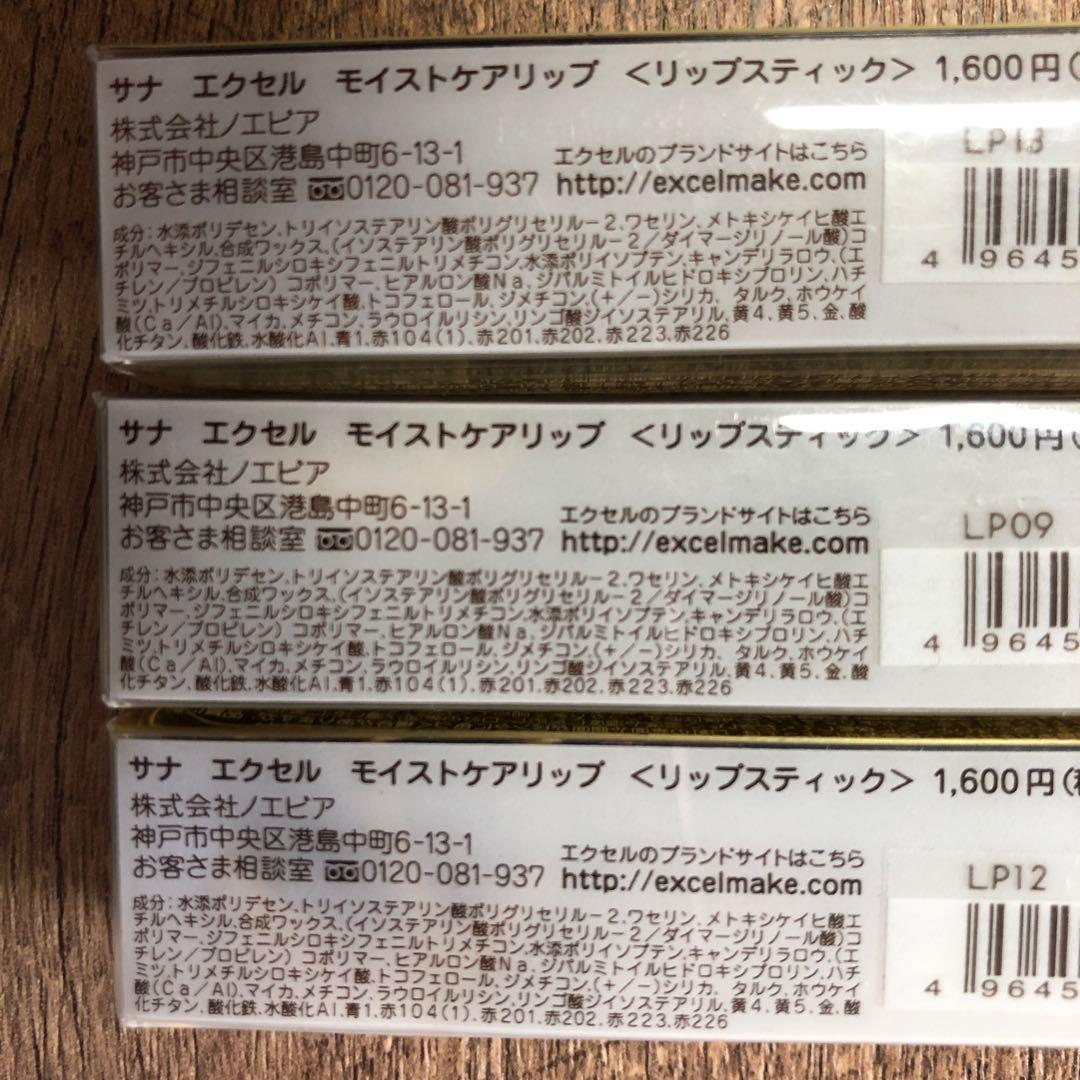 サナ エクセル モイストケアリップ <リップスティック> 1,600円(
株式会社ノエビア
神戸市中央区港島中町6-13-1
お客さま相談室 0120-081-937
エクセルのブランドサイトはこちら
http://excelmake.com
LP13
4 9645
成分:水添ポリデセン、トリイソステアリン酸ポリグリセリル-2、ワセリン、メトキシケイヒ酸エ
チルヘキシル、合成ワックス、(イソステアリン酸ポリグリセリル-2/ダイマージリノール酸)コ
ポリマー、ジフェニルシロキシフェニルトリメチコン、水添ポリイソブテン、キャンデリラロウ、(エ
チレン/プロピレン) コポリマー、ヒアルロン酸Na、ジパルミトイルヒドロキシプロリン、ハチ
ミツ、トリメチルシロキシケイ酸、トコフェロール、ジメチコン、(+/-)シリカ、タルク、ホウケイ
酸(Ca/Al)、マイカ、メチコン、ラウロイルリシン、リンゴ酸ジイソステアリル、黄4、黄5、金、酸
化チタン、酸化鉄、水酸化Al、青1、赤104(1)、赤201、赤202、赤223、赤226
サナ エクセル モイストケアリップ <リップスティック> 1,600円(
株式会社ノエビア
神戸市中央区港島中町6-13-1
お客さま相談室 0120-081-937
エクセルのブランドサイトはこちら
http://excelmake.com
LP09
4 9645
成分:水添ポリデセン、トリイソステアリン酸ポリグリセリル-2、ワセリン、メトキシケイヒ酸エ
チルヘキシル、合成ワックス、(イソステアリン酸ポリグリセリル-2/ダイマージリノール酸)コ
ポリマー、ジフェニルシロキシフェニルトリメチコン、水添ポリイソブテン、キャンデリラロウ、(エ
チレン/プロピレン) コポリマー、ヒアルロン酸Na、ジパルミトイルヒドロキシプロリン、ハチ
ミツ、トリメチルシロキシケイ酸、トコフェロール、ジメチコン、(+/-)シリカ、タルク、ホウケイ
酸(Ca/Al)、マイカ、メチコン、ラウロイルリシン、リンゴ酸ジイソステアリル、黄4、黄5、金、酸
化チタン、酸化鉄、水酸化Al、青1、赤104(1)、赤201、赤202、赤223、赤226
サナ エクセル モイストケアリップ <リップスティック> 1,600円(
株式会社ノエビア
神戸市中央区港島中町6-13-1
お客さま相談室 0120-081-937
エクセルのブランドサイトはこちら
http://excelmake.com
LP12
4 9645
成分:水添ポリデセン、トリイソステアリン酸ポリグリセリル-2、ワセリン、メトキシケイヒ酸エ
チルヘキシル、合成ワックス、(イソステアリン酸ポリグリセリル-2/ダイマージリノール酸)コ
ポリマー、ジフェニルシロキシフェニルトリメチコン、水添ポリイソブテン、キャンデリラロウ、(エ
チレン/プロピレン) コポリマー、ヒアルロン酸Na、ジパルミトイルヒドロキシプロリン、ハチ
ミツ、トリメチルシロキシケイ酸、トコフェロール、ジメチコン、(+/-)シリカ、タルク、ホウケイ
酸(Ca/Al)、マイカ、メチコン、ラウロイルリシン、リンゴ酸ジイソステアリル、黄4、黄5、金、酸
化チタン、酸化鉄、水酸化Al、青1、赤104(1)、赤201、赤202、赤223、赤226